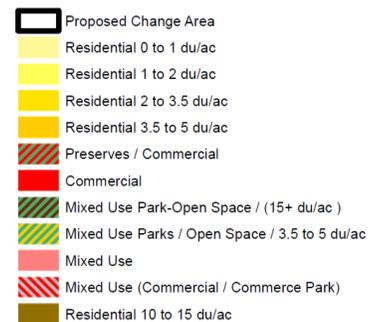 Proposed Change Area
Residential 0 to 1 du/ac
Residential 1 to 2 du/ac
Residential 2 to 3.5 du/ac
Residential 3.5 to 5 du/ac
Preserves / Commercial
Commercial
Mixed Use Park-Open Space / (15+ du/ac )
Mixed Use Parks / Open Space / 3.5 to 5 du/ac
Mixed Use
Mixed Use (Commercial / Commerce Park)
Residential 10 to 15 du/ac